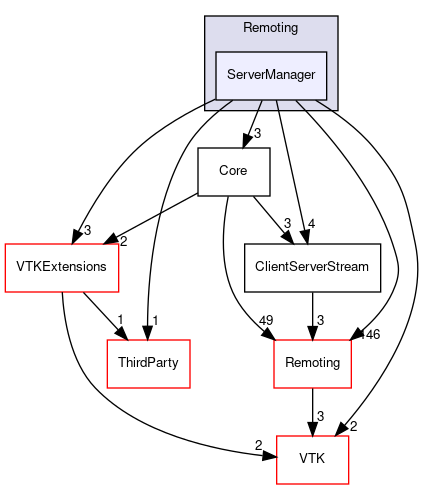 Remoting
ServerManager
3
Core
3
2
3
4
VTKExtensions
ClientServerStream
1
1
49
3
146
ThirdParty
Remoting
3
2
2
VTK